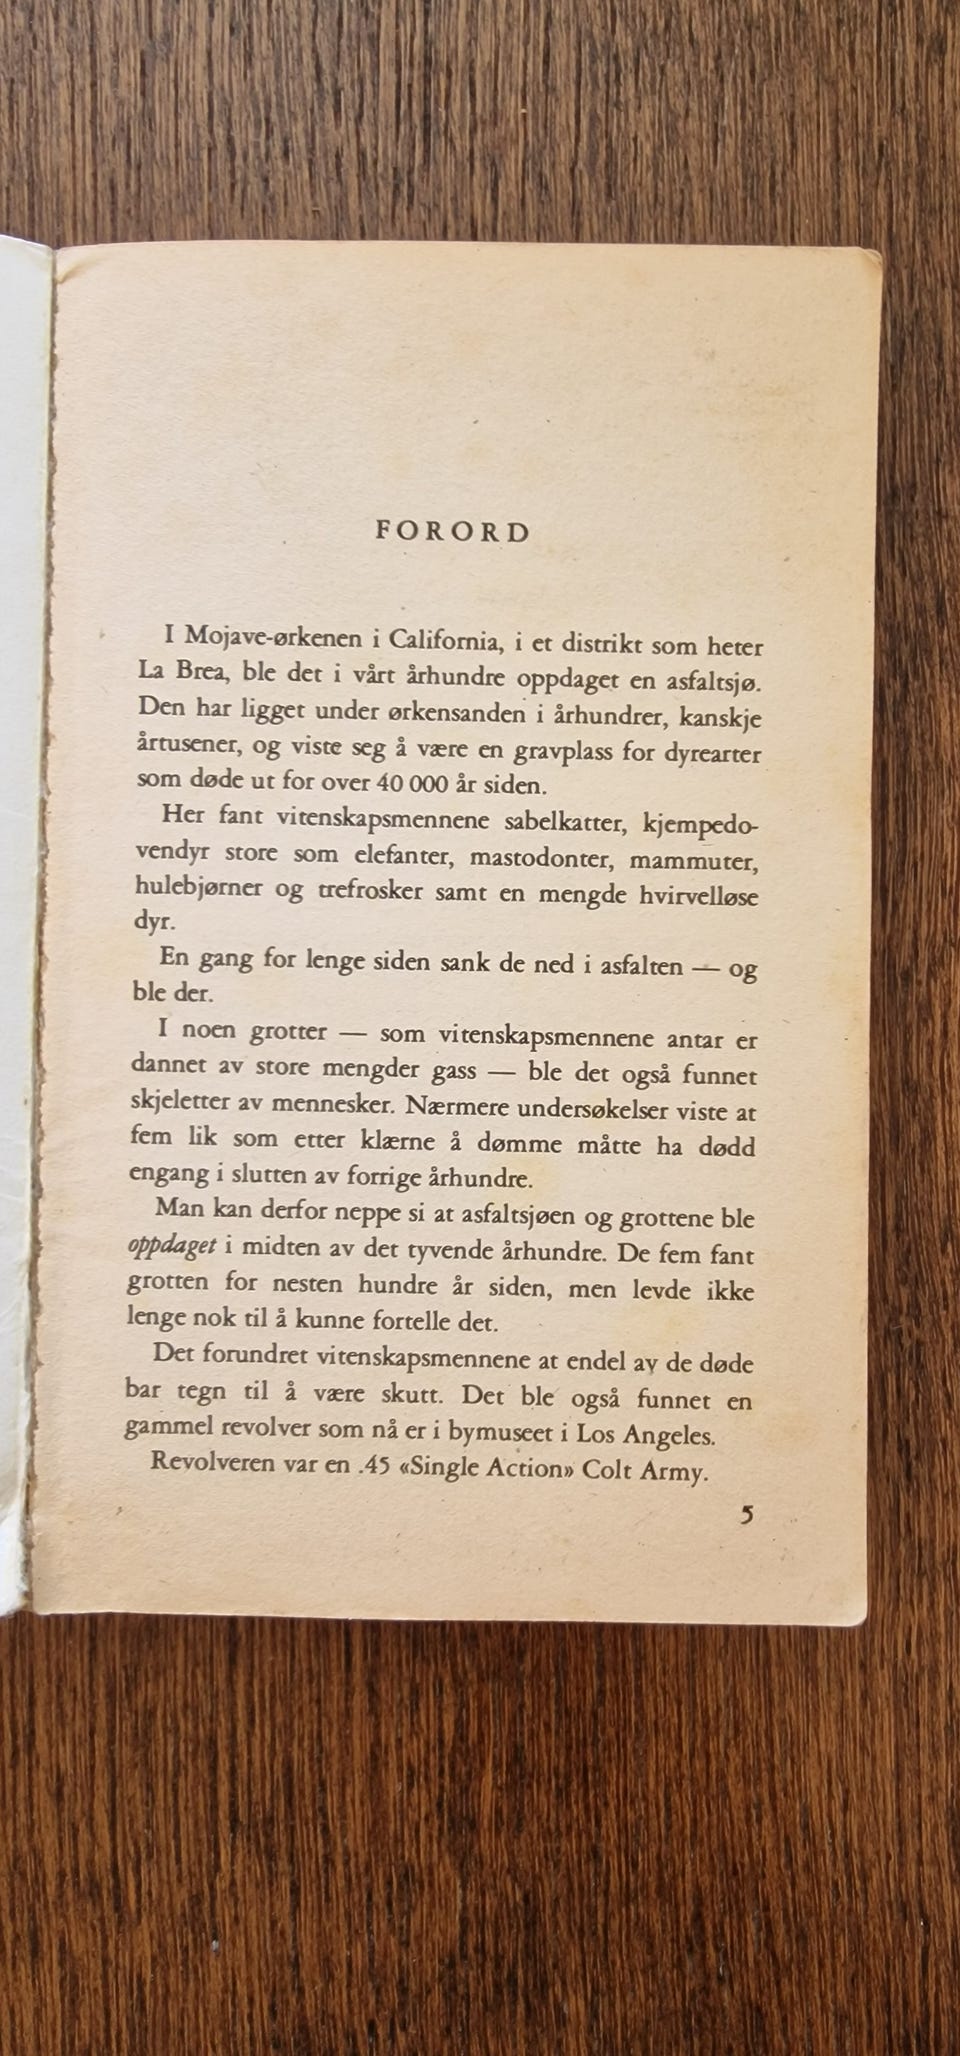 FORORD
I Mojave-ørkenen i California, i et distrikt som heter
La Brea, ble det i vårt århundre oppdaget en asfaltsjø.
Den har ligget under ørkensanden i århundrer, kanskje
årtusener, og viste seg å være en gravplass for dyrearter
som døde ut for over 40 000 år siden.
Her fant vitenskapsmennene sabelkatter, kjempedo-
vendyr store som elefanter, mastodonter, mammuter,
hulebjørner og trefrosker samt en mengde hvirvelløse
dyr.
En gang for lenge siden sank de ned i asfalten — og
ble der.
I noen grotter — som vitenskapsmennene antar er
dannet av store mengder gass — ble det også funnet
skjeletter av mennesker. Nærmere undersøkelser viste at
fem lik som etter klærne å dømme måtte ha dødd
engang i slutten av forrige århundre.
Man kan derfor neppe si at asfaltsjøen og grottene ble
oppdaget i midten av det tyvende århundre. De fem fant
grotten for nesten hundre år siden, men levde ikke
lenge nok til å kunne fortelle det.
Det forundret vitenskapsmennene at endel av de døde
bar tegn til å være skutt. Det ble også funnet en
gammel revolver som nå er i bymuseet i Los Angeles.
Revolveren var en .45 «Single Action» Colt Army.
5